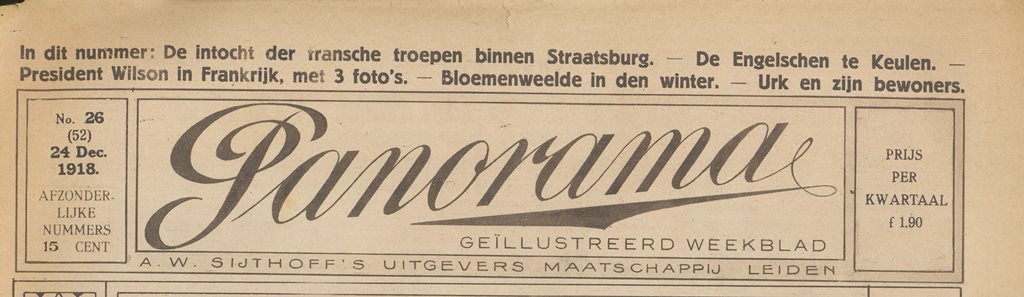 In dit nummer: De intocht der fransche troepen binnen Straatsburg. — De Engelschen te Keulen. —
President Wilson in Frankrijk, met 3 foto's. — Bloemenweelde in den winter. — Urk en zijn bewoners.
No. 26
(52)
24 Dec.
1918.
AFZONDER-
LIJKE
NUMMERS
15 CENT
Panorama
GEÏLLUSTREERD WEEKBLAD
A. W. SIJTHOFF'S UITGEVERS MAATSCHAPPIJ LEIDEN
PRIJS
PER
KWARTAAL
f 1.90